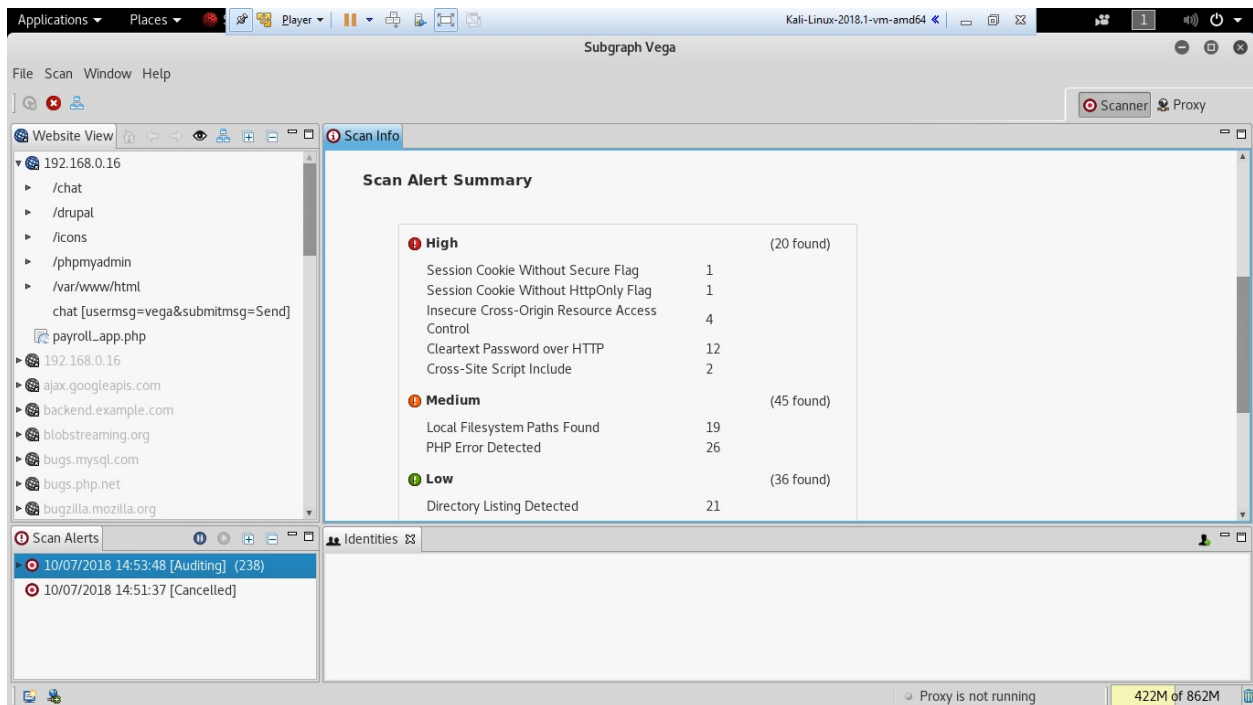 Applications Places Player Kali-Linux-2018.1-vm-amd64 1
Subgraph Vega
File Scan Window Help
Scanner Proxy
Website View
192.168.0.16
/chat
/drupal
/icons
/phpmyadmin
/var/www/html
chat [usermsg=vega&submitmsg=Send]
payroll_app.php
192.168.0.16
ajax.googleapis.com
backend.example.com
blobstreaming.org
bugs.mysql.com
bugs.php.net
bugzilla.mozilla.org
Scan Info
Scan Alert Summary
High (20 found)
Session Cookie Without Secure Flag 1
Session Cookie Without HttpOnly Flag 1
Insecure Cross-Origin Resource Access
Control 4
Cleartext Password over HTTP 12
Cross-Site Script Include 2
Medium (45 found)
Local Filesystem Paths Found 19
PHP Error Detected 26
Low (36 found)
Directory Listing Detected 21
Scan Alerts
10/07/2018 14:53:48 [Auditing] (238)
10/07/2018 14:51:37 [Cancelled]
Identities
Proxy is not running 422M of 862M